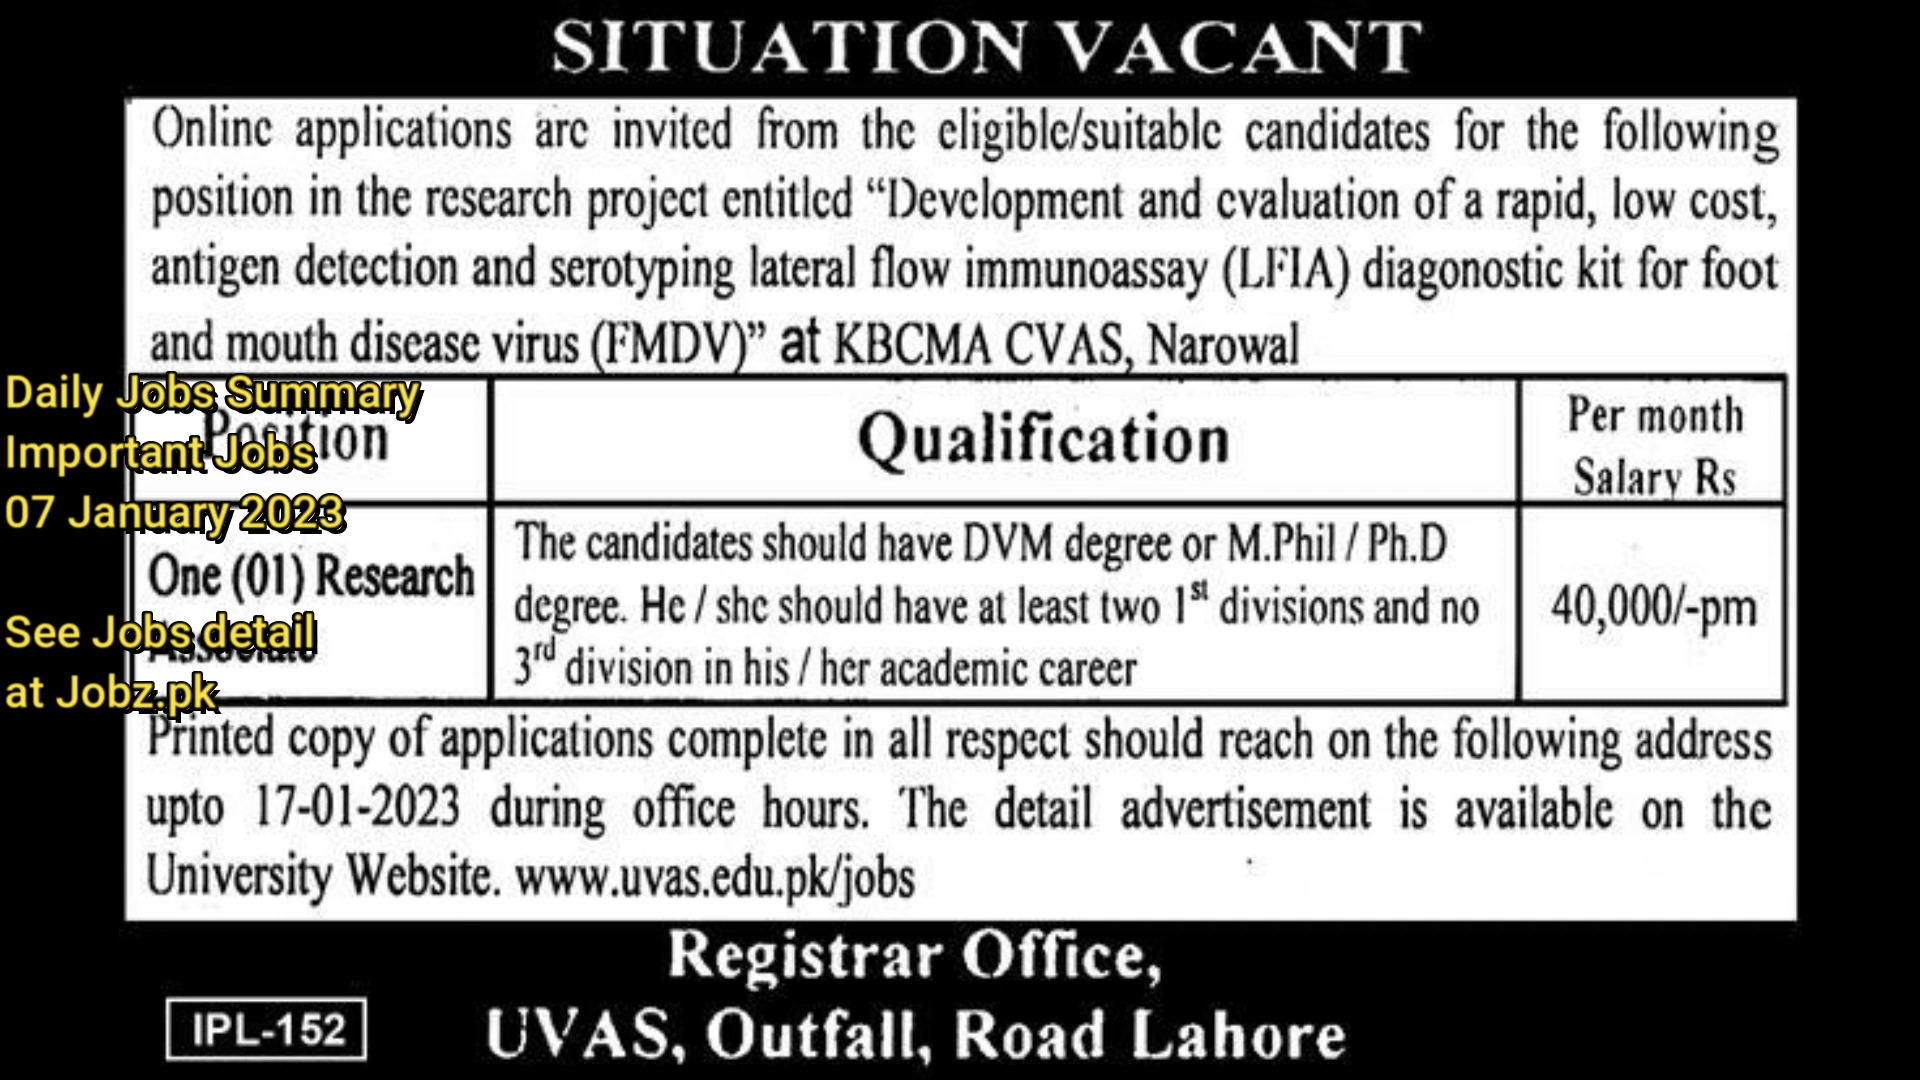 SITUATION VACANT
Online applications are invited from the eligible/suitable candidates for the following
position in the research project entitled “Development and evaluation of a rapid, low cost,
antigen detection and serotyping lateral flow immunoassay (LFIA) diagonostic kit for foot
and mouth disease virus (FMDV)” at KBCMA CVAS, Narowal
Daily Jobs Summary
Important Jobs
07 January 2023
See Jobs detail
at Jobz.pk
Position
Qualification
Per month
Salary Rs
One (01) Research
Associate
The candidates should have DVM degree or M.Phil / Ph.D
degree. He / she should have at least two 1st divisions and no
3rd division in his / her academic career
40,000/-pm
Printed copy of applications complete in all respect should reach on the following address
upto 17-01-2023 during office hours. The detail advertisement is available on the
University Website. www.uvas.edu.pk/jobs
Registrar Office,
UVAS, Outfall, Road Lahore
IPL-152